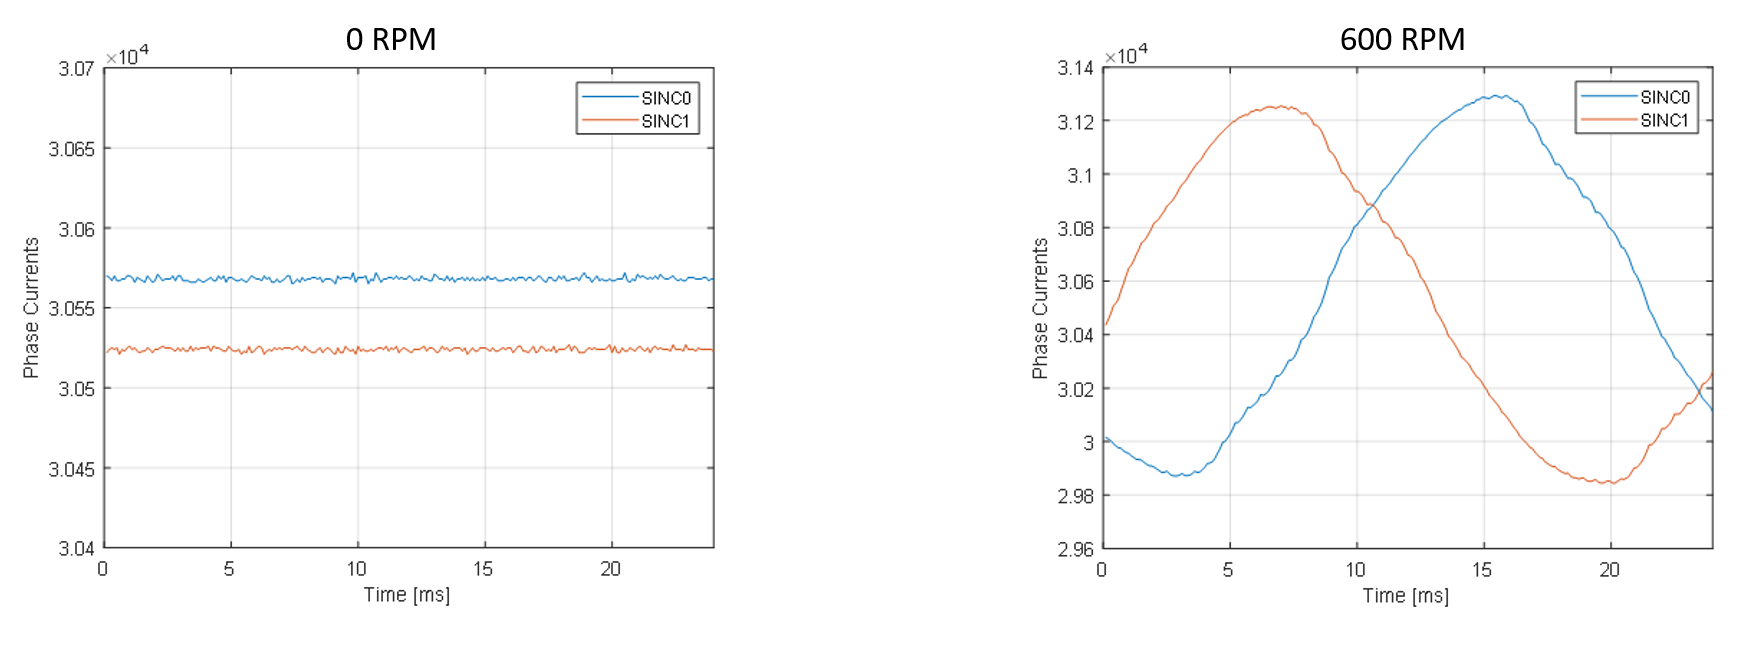 0 RPM
×10^4
3.07
3.065
3.06
3.055
3.05
3.045
3.04
Phase Currents
SINC0
SINC1
0 5 10 15 20
Time [ms]
600 RPM
×10^4
3.14
3.12
3.1
3.08
3.06
3.04
3.02
3
2.98
2.96
Phase Currents
SINC0
SINC1
0 5 10 15 20
Time [ms]